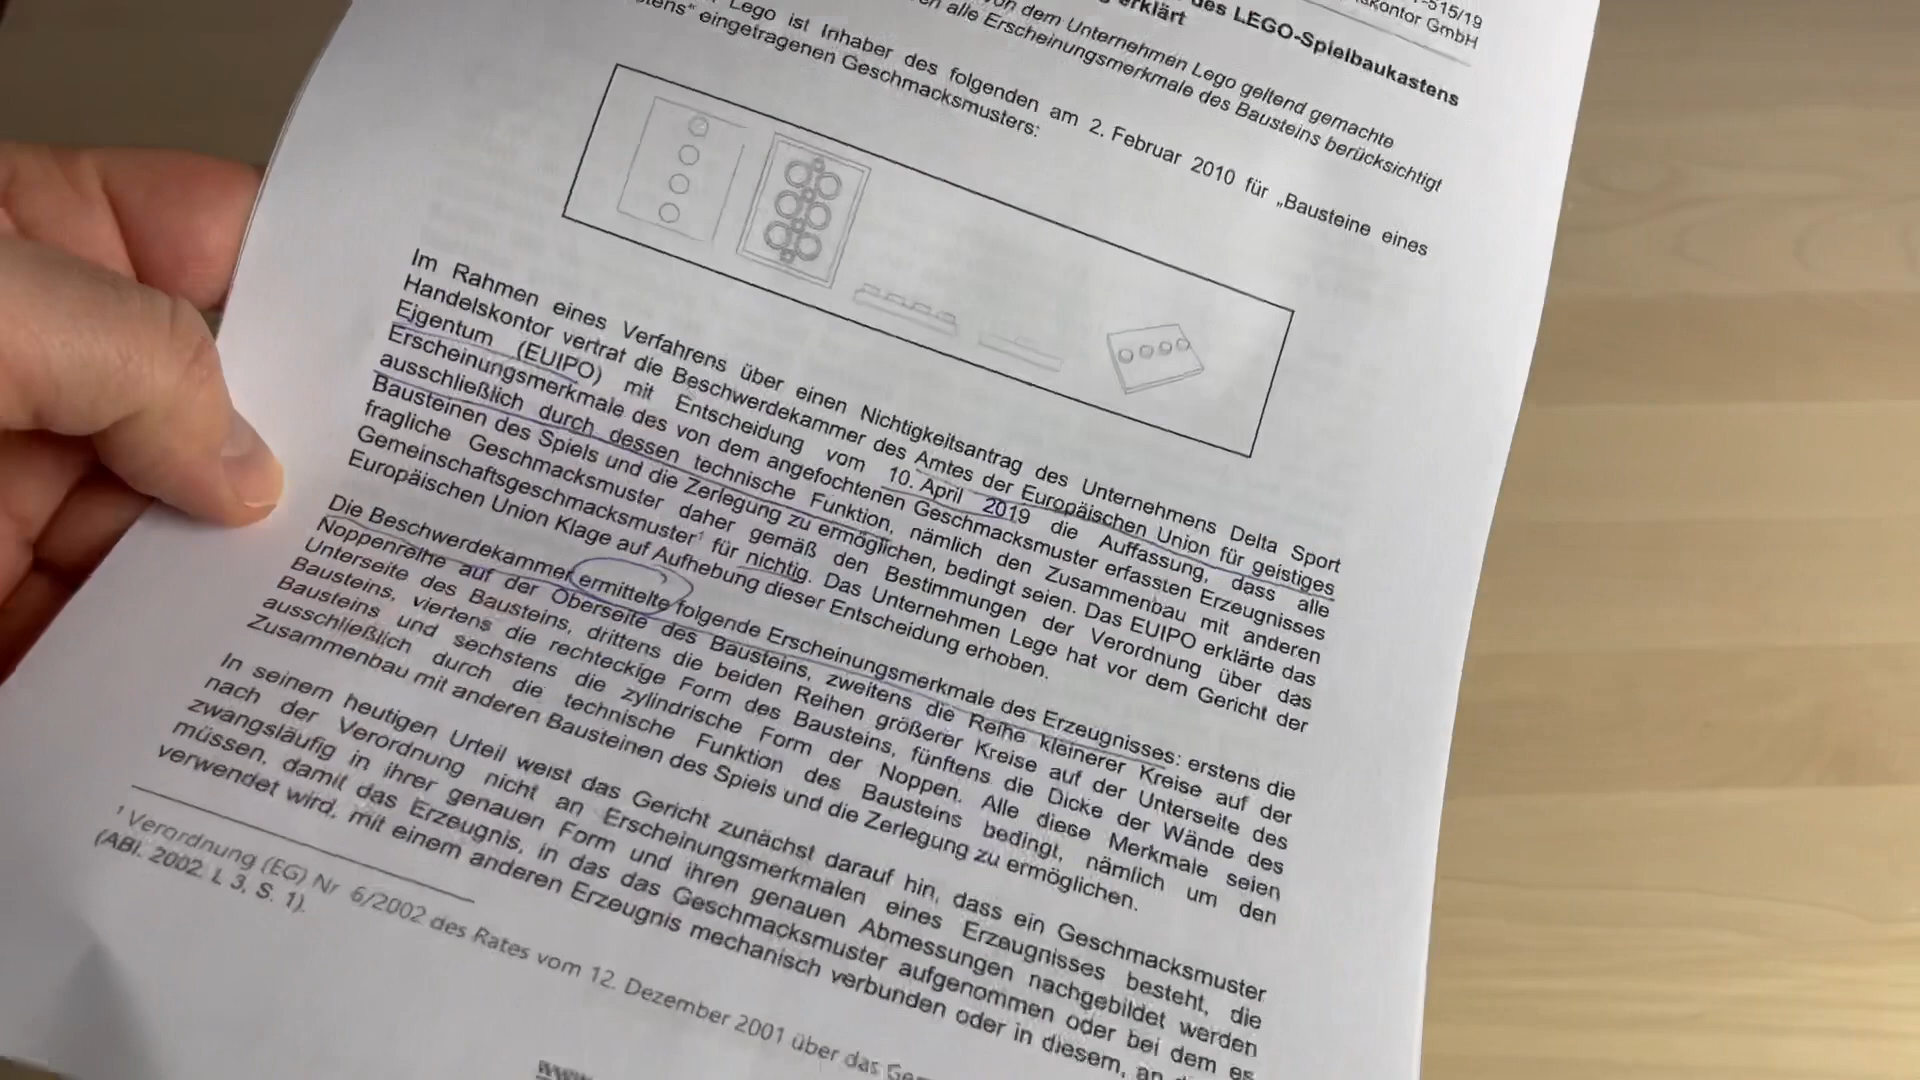 -515/19
skontor GmbH
des LEGO-Spielbaukastens
erklärt
von dem Unternehmen Lego geltend gemachte
alle Erscheinungsmerkmale des Bausteins berücksichtigt
Lego ist Inhaber des folgenden am 2. Februar 2010 für „Bausteine eines
stens“ eingetragenen Geschmacksmusters:
Im Rahmen eines Verfahrens über einen Nichtigkeitsantrag des Unternehmens Delta Sport
Handelskontor vertrat die Beschwerdekammer des Amtes der Europäischen Union für geistiges
Eigentum (EUIPO) mit Entscheidung vom 10. April 2019 die Auffassung, dass alle
Erscheinungsmerkmale des von dem angefochtenen Geschmacksmuster erfassten Erzeugnisses
ausschließlich durch dessen technische Funktion, nämlich den Zusammenbau mit anderen
Bausteinen des Spiels und die Zerlegung zu ermöglichen, bedingt seien. Das EUIPO erklärte das
fragliche Geschmacksmuster daher gemäß den Bestimmungen der Verordnung über das
Gemeinschaftsgeschmacksmuster¹ für nichtig. Das Unternehmen Lego hat vor dem Gericht der
Europäischen Union Klage auf Aufhebung dieser Entscheidung erhoben.
Die Beschwerdekammer ermittelte folgende Erscheinungsmerkmale des Erzeugnisses: erstens die
Noppenreihe auf der Oberseite des Bausteins, zweitens die Reihe kleinerer Kreise auf der
Unterseite des Bausteins, drittens die beiden Reihen größerer Kreise auf der Unterseite des
Bausteins, viertens die rechteckige Form des Bausteins, fünftens die Dicke der Wände des
Bausteins und sechstens die zylindrische Form der Noppen. Alle diese Merkmale seien
ausschließlich durch die technische Funktion des Bausteins bedingt, nämlich um den
Zusammenbau mit anderen Bausteinen des Spiels und die Zerlegung zu ermöglichen.
In seinem heutigen Urteil weist das Gericht zunächst darauf hin, dass ein Geschmacksmuster
nach der Verordnung nicht an Erscheinungsmerkmalen eines Erzeugnisses besteht, die
zwangsläufig in ihrer genauen Form und ihren genauen Abmessungen nachgebildet werden
müssen, damit das Erzeugnis, in das das Geschmacksmuster aufgenommen oder bei dem es
verwendet wird, mit einem anderen Erzeugnis mechanisch verbunden oder in diesem, an
¹ Verordnung (EG) Nr 6/2002 des Rates vom 12. Dezember 2001 über das Ge
(ABl. 2002. L 3, S. 1).
www